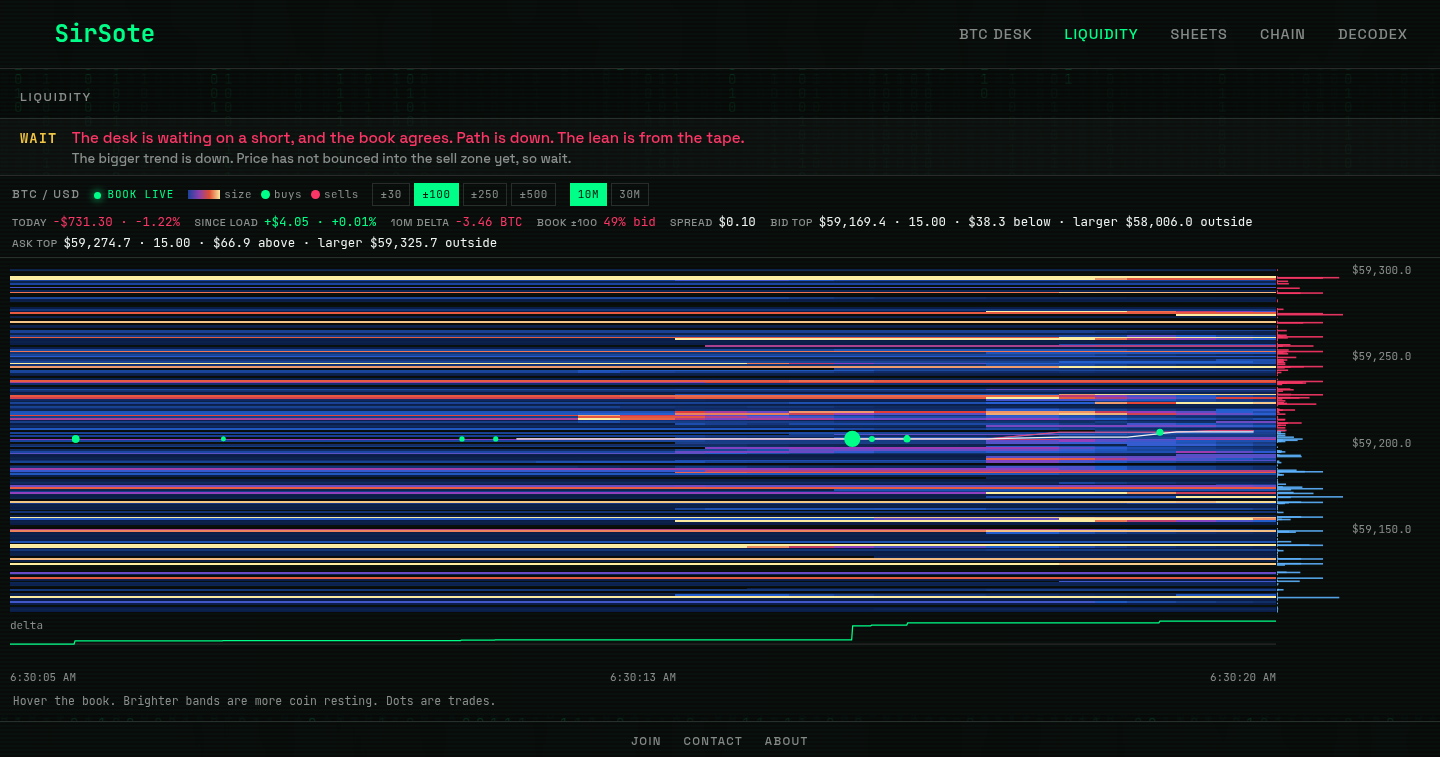 SirSote
BTC DESK LIQUIDITY SHEETS CHAIN DECODEX
LIQUIDITY
WAIT The desk is waiting on a short, and the book agrees. Path is down. The lean is from the tape.
The bigger trend is down. Price has not bounced into the sell zone yet, so wait.
BTC / USD BOOK LIVE size buys sells ±30 ±100 ±250 ±500 10M 30M
TODAY -$731.30 · -1.22% SINCE LOAD +$4.05 · +0.01% 10M DELTA -3.46 BTC BOOK ±100 49% bid SPREAD $0.10 BID TOP $59,169.4 · 15.00 · $38.3 below · larger $58,006.0 outside
ASK TOP $59,274.7 · 15.00 · $66.9 above · larger $59,325.7 outside
$59,300.0
$59,250.0
$59,200.0
$59,150.0
delta
6:30:05 AM 6:30:13 AM 6:30:20 AM
Hover the book. Brighter bands are more coin resting. Dots are trades.
JOIN CONTACT ABOUT